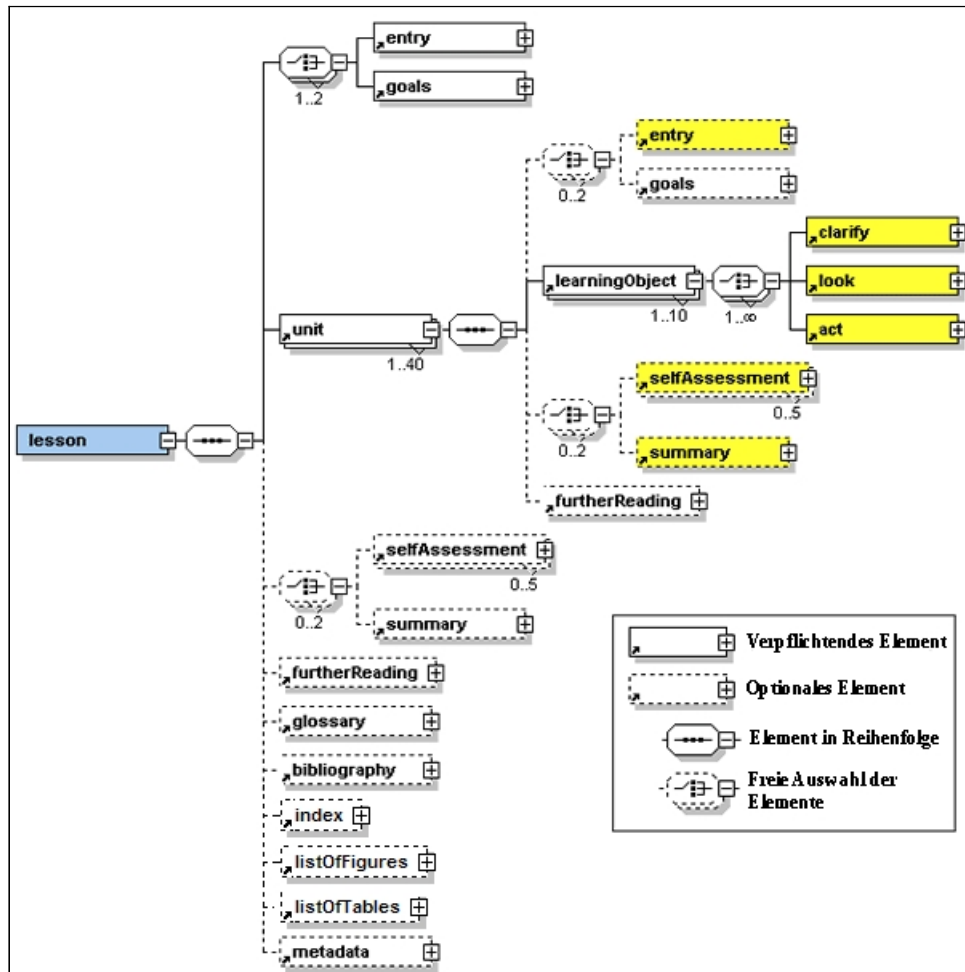 entry
1..2
goals
entry
0..2
goals
clarify
learningObject
look
1..10
1..∞
unit
act
1..40
selfAssessment
0..5
0..2
summary
lesson
furtherReading
selfAssessment
0..5
0..2
summary
furtherReading
glossary
bibliography
index
listOfFigures
listOfTables
metadata
Verpflichtendes Element
Optionales Element
Element in Reihenfolge
Freie Auswahl der
Elemente